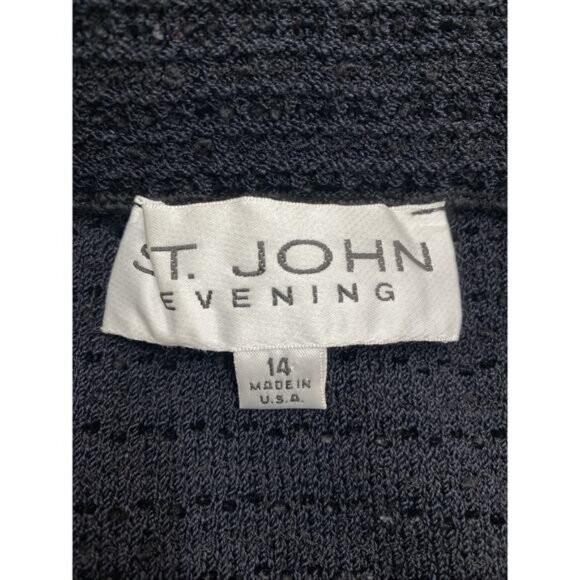 ST. JOHN
EVENING
14
MADE IN
U.S.A.